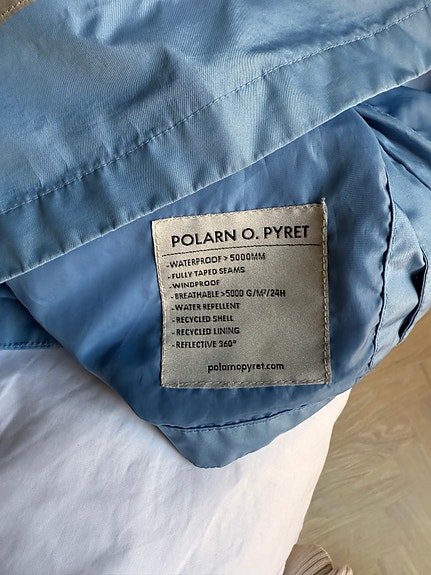 POLARN O. PYRET
-WATERPROOF > 5000MM
-FULLY TAPED SEAMS
-WINDPROOF
-BREATHABLE >5000 G/M²/24H
-WATER REPELLENT
-RECYCLED SHELL
-RECYCLED LINING
-REFLECTIVE 360°
polarnopyret.com